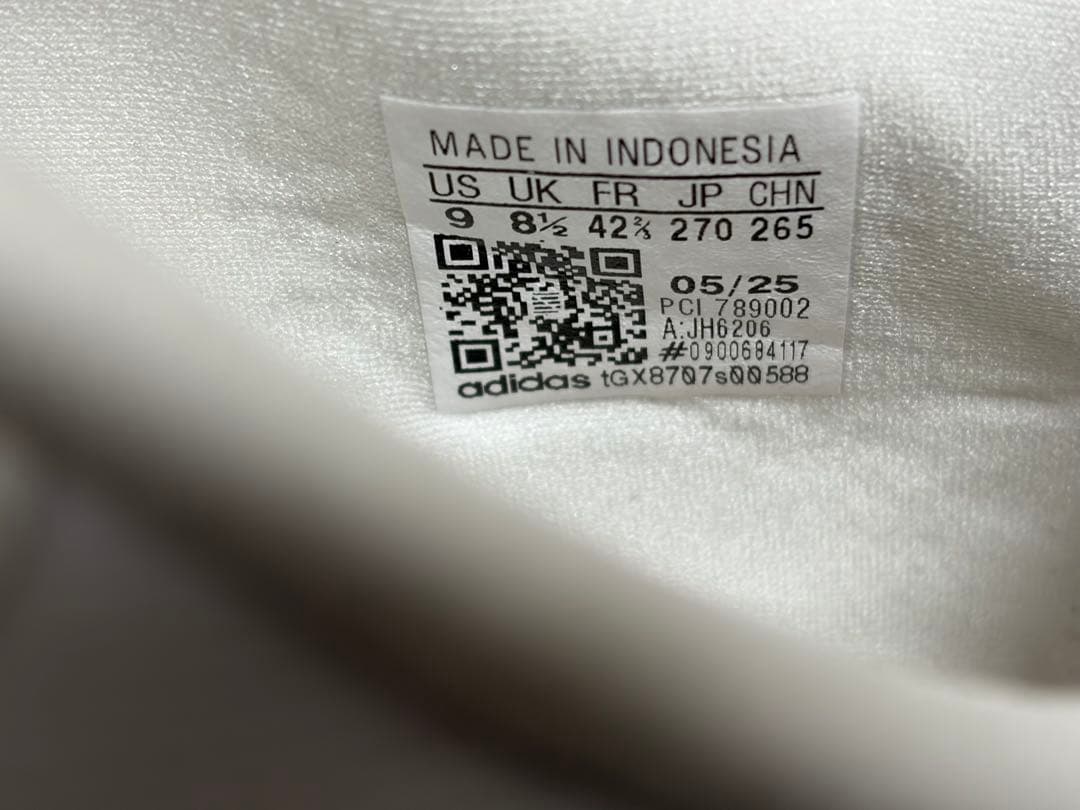 MADE IN INDONESIA
US UK FR JP CHN
9 8½ 42⅔ 270 265
05/25
PCI 789002
A:JH6206
#0900684117
adidas tGX8707s00588